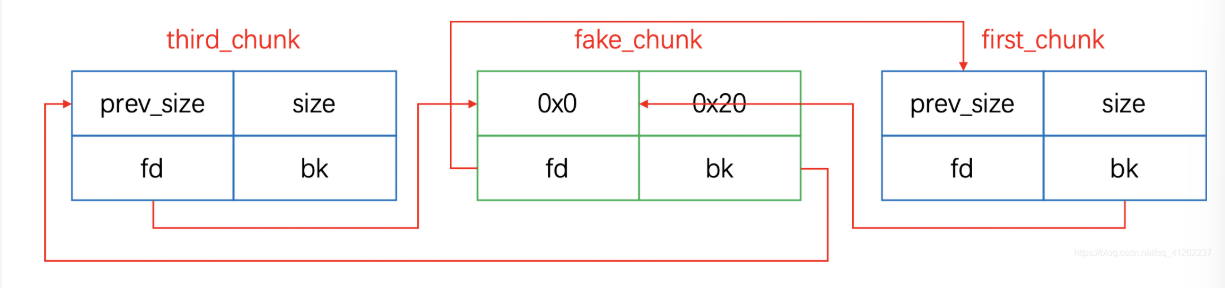 third_chunk
fake_chunk
first_chunk
prev_size
size
0x0
0x20
prev_size
size
fd
bk
fd
bk
fd
bk
https://blog.csdn.net/qq_41202237